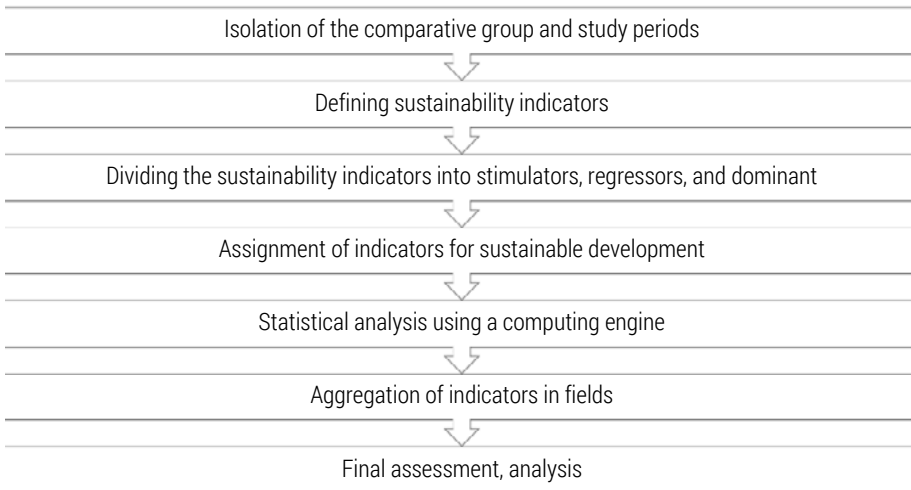 Isolation of the comparative group and study periods
Defining sustainability indicators
Dividing the sustainability indicators into stimulators, regressors, and dominant
Assignment of indicators for sustainable development
Statistical analysis using a computing engine
Aggregation of indicators in fields
Final assessment, analysis